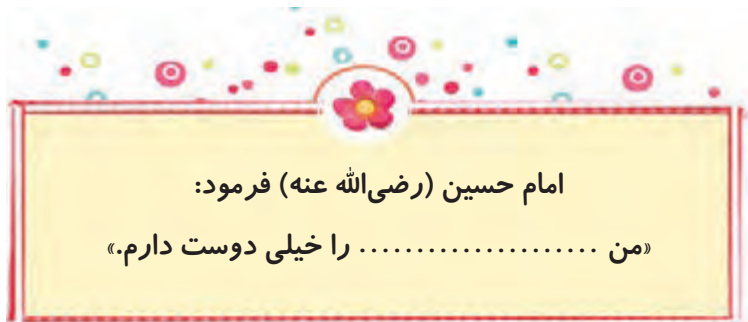 امام حسین (رضی‌الله عنه) فرمود:
«من ..................... را خیلی دوست دارم.»